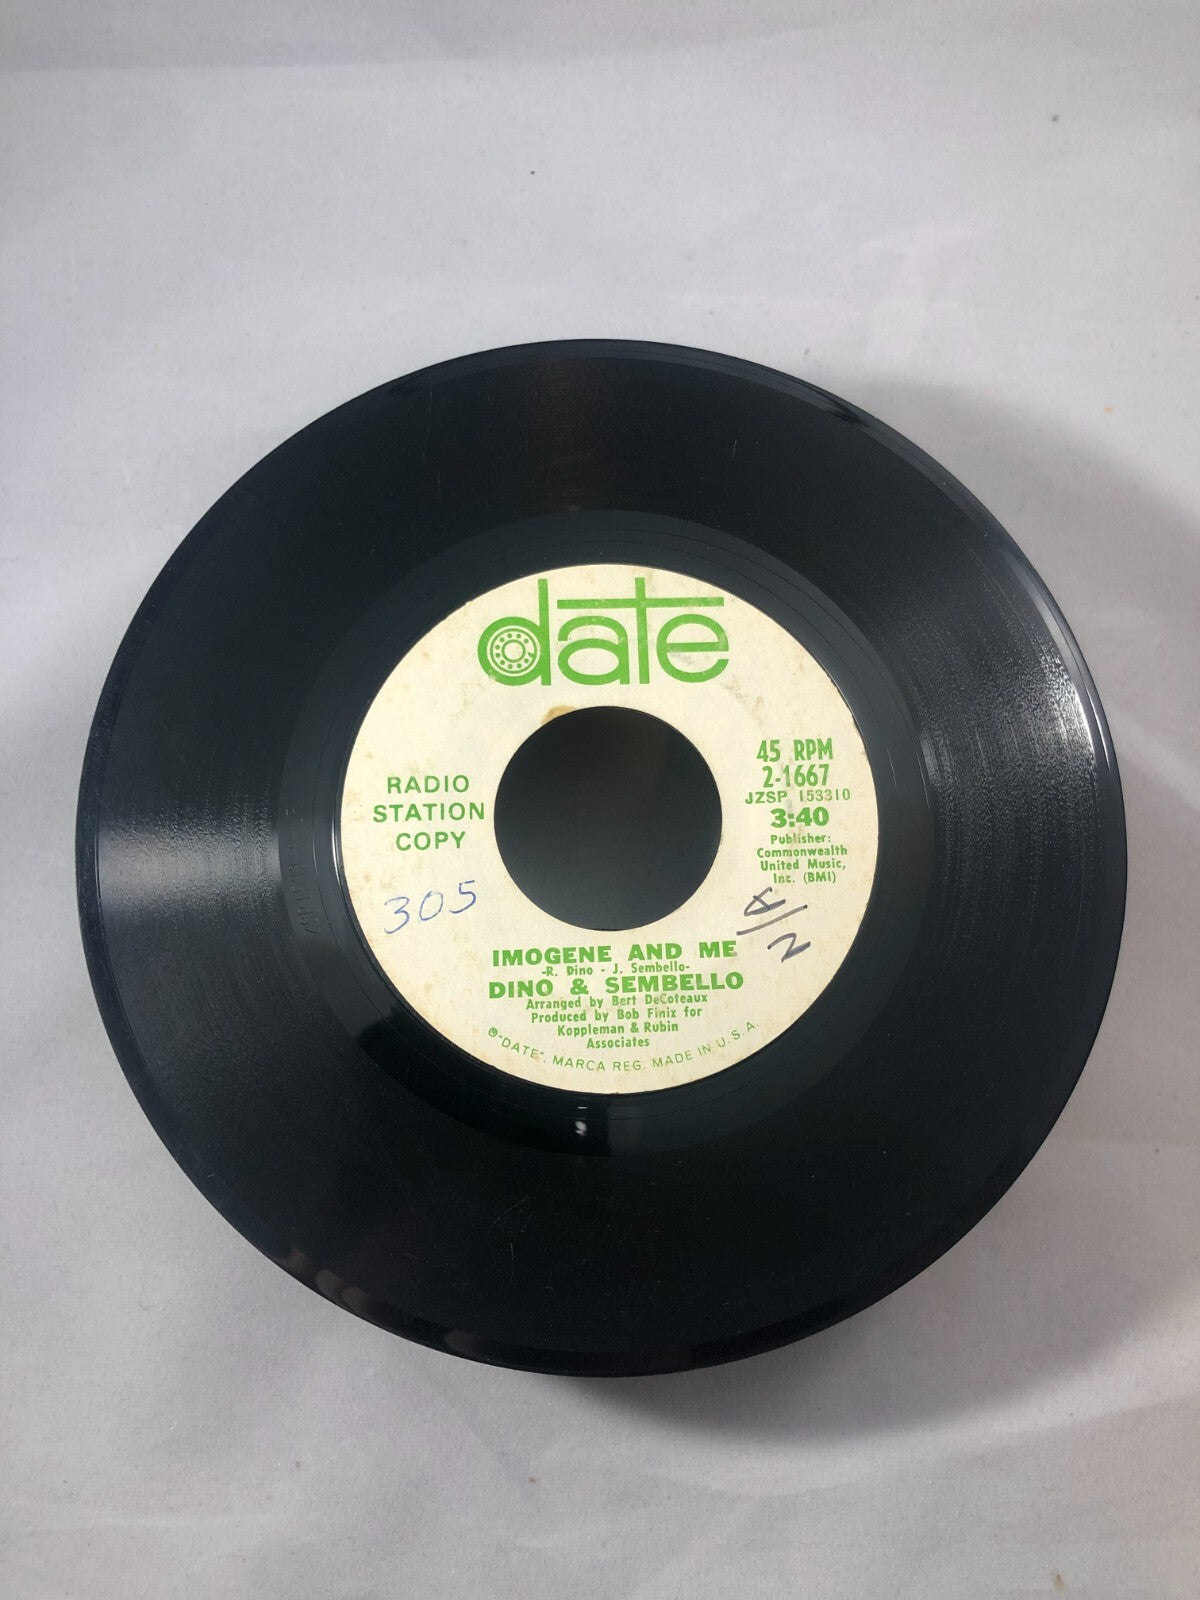 date
RADIO
STATION
COPY
45 RPM
2-1667
JZSP 153310
3:40
Publisher:
Commonwealth
United Music,
Inc. (BMI)
305
A/2
IMOGENE AND ME
-R. Dino - J. Sembello-
DINO & SEMBELLO
Arranged by Bert DeCoteaux
Produced by Bob Finiz for
Koppleman & Rubin
Associates
℗"DATE". MARCA REG. MADE IN U.S.A.